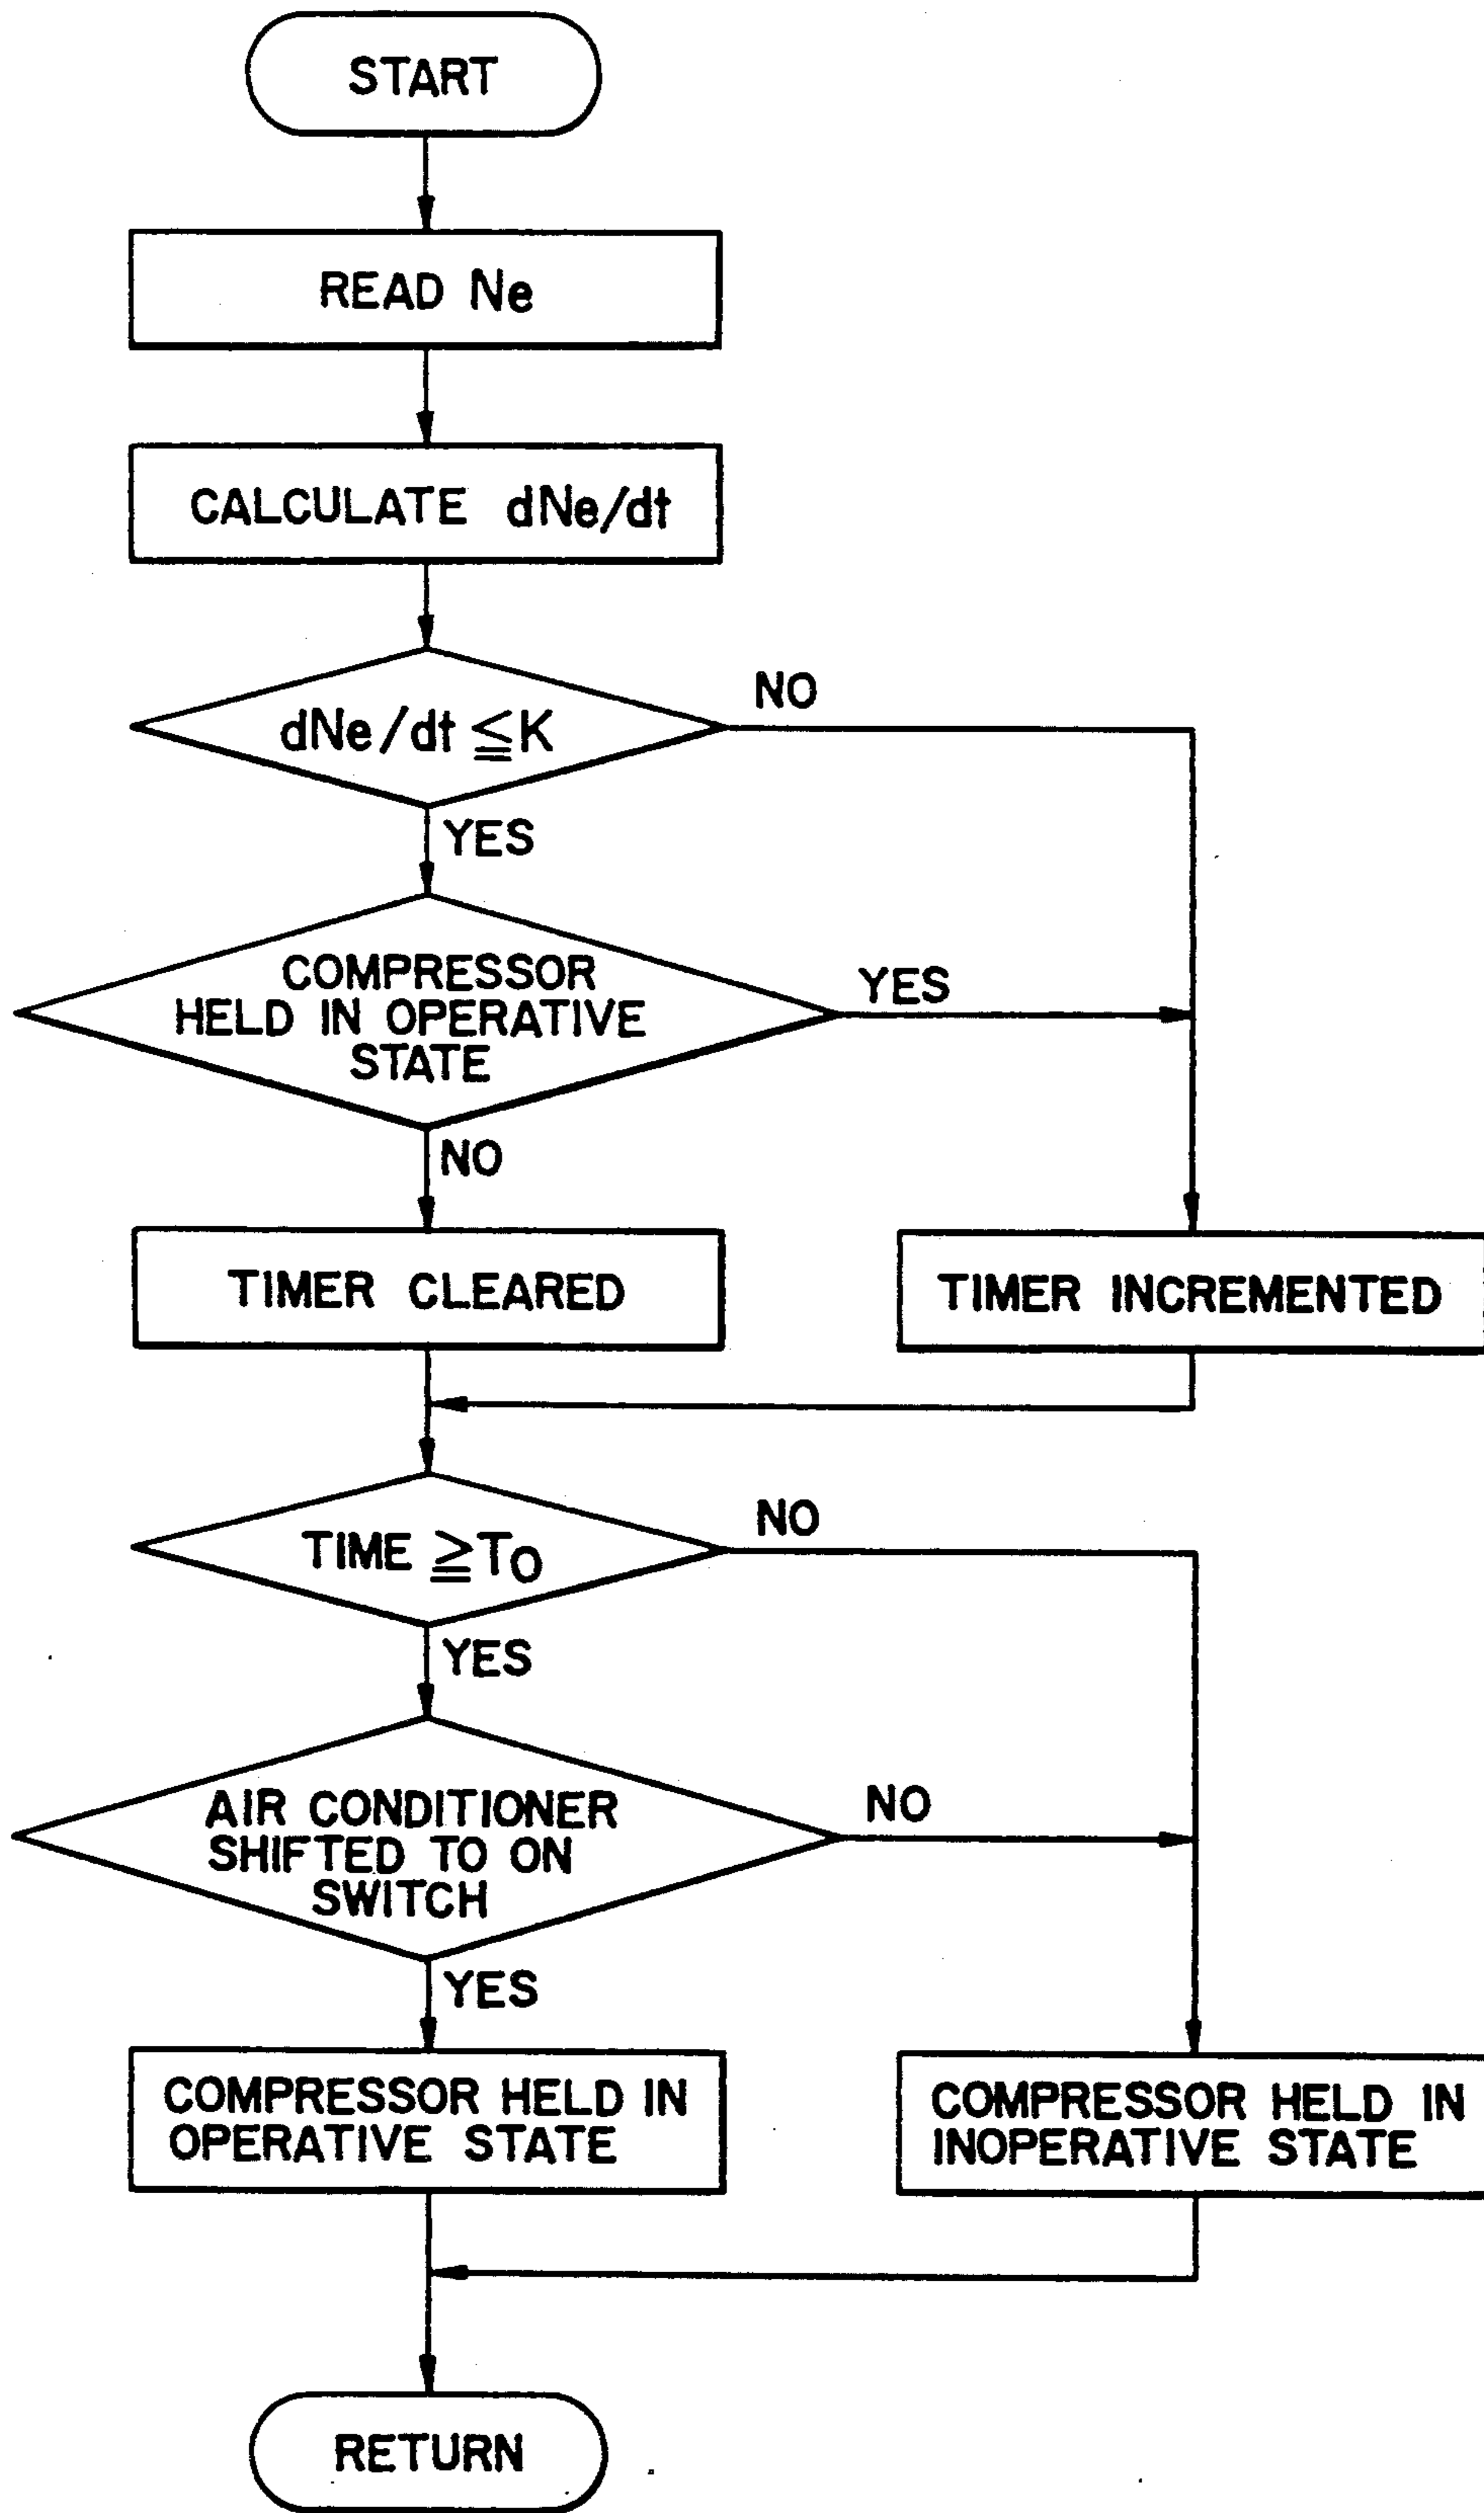 START
READ Ne
CALCULATE dNe/dt
dNe/dt ≦K
NO
YES
COMPRESSOR
HELD IN OPERATIVE
STATE
YES
NO
TIMER CLEARED
TIMER INCREMENTED
TIME ≧TO
NO
YES
AIR CONDITIONER
SHIFTED TO ON
SWITCH
NO
YES
COMPRESSOR HELD IN
OPERATIVE STATE
COMPRESSOR HELD IN
INOPERATIVE STATE
RETURN